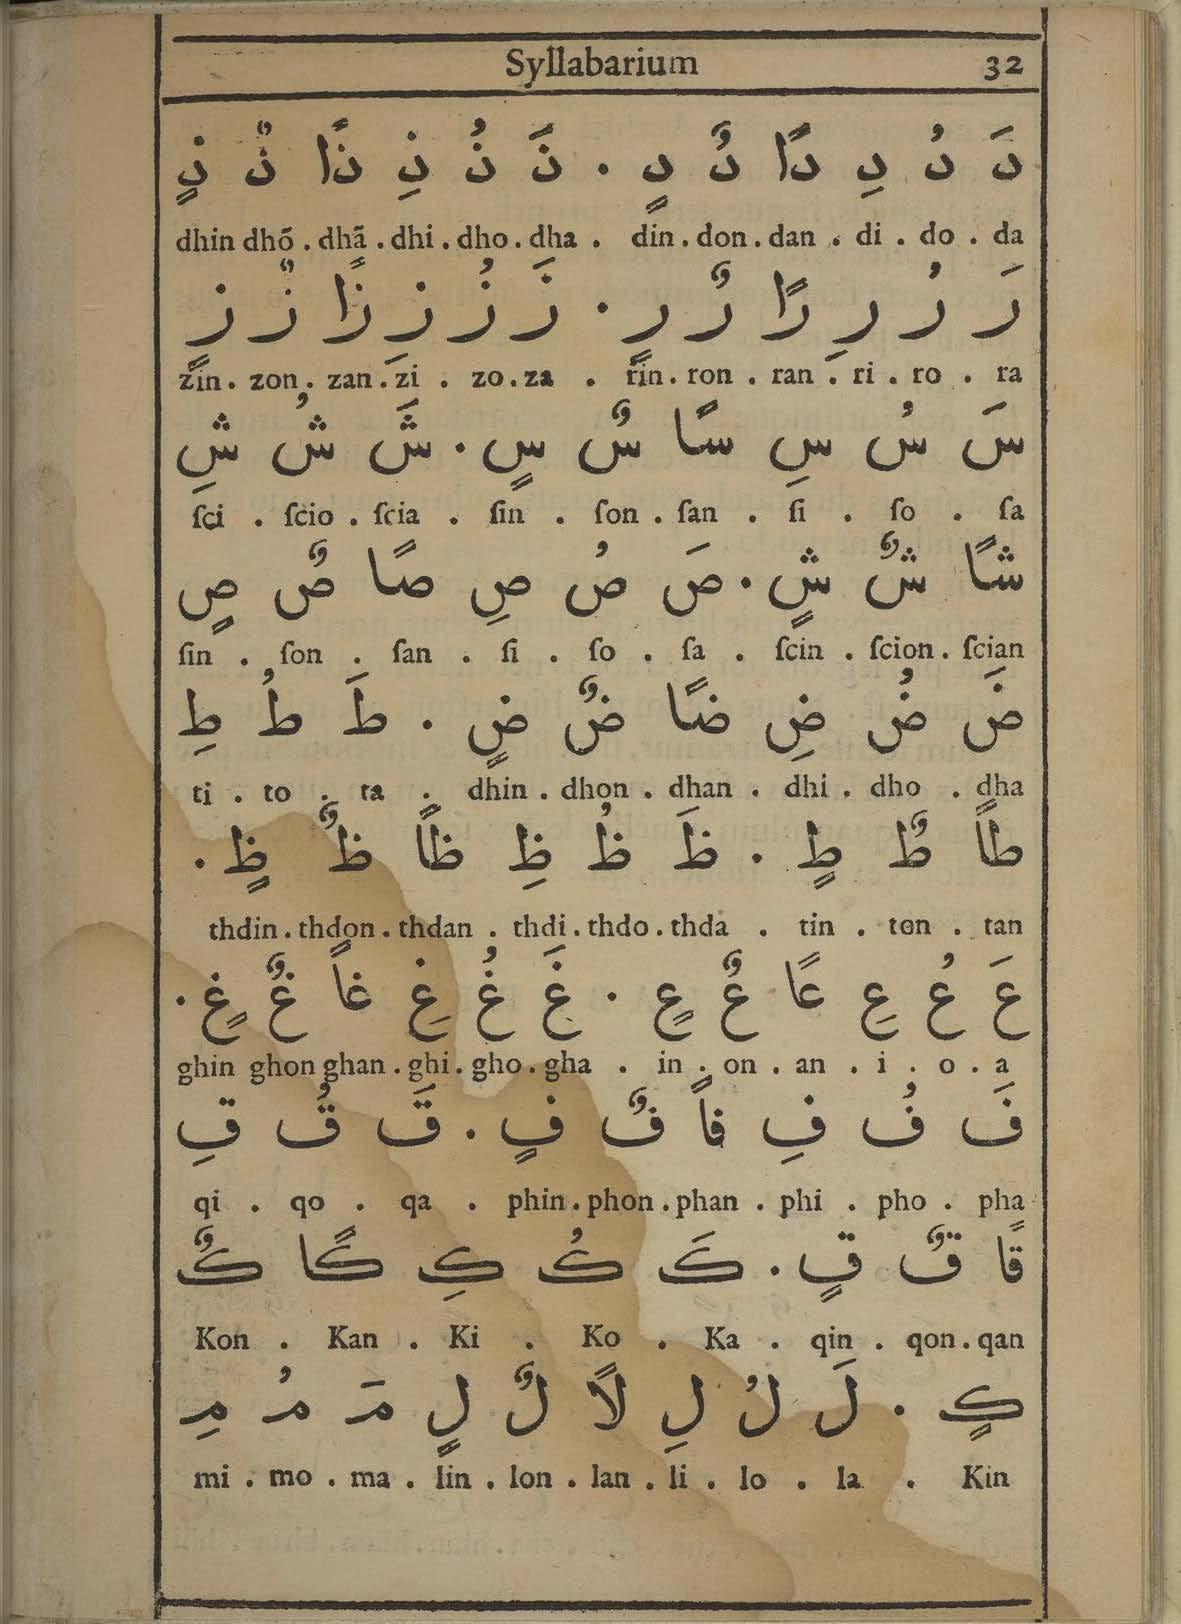 Syllabarium 32
دَ دُ دِ دًا دٌ دٍ . ذَ ذُ ذِ ذًا ذٌ ذٍ
dhin dhõ . dhã . dhi . dho . dha . din . don . dan . di . do . da
رَ رُ رِ رًا رٌ رٍ . زَ زُ زِ زًا زٌ زٍ
zin . zon . zan . zi . zo . za . rin . ron . ran . ri . ro . ra
سَ سُ سِ سًا سٌ سٍ . شَ شُ شِ
ſci . ſcio . ſcia . ſin . ſon . ſan . ſi . ſo . ſa
شًا شٌ شٍ . صَ صُ صِ صًا صٌ صٍ
ſin . ſon . ſan . ſi . ſo . ſa . ſcin . ſcion . ſcian
ضَ ضُ ضِ ضًا ضٌ ضٍ . طَ طُ طِ
ti . to . ta . dhin . dhon . dhan . dhi . dho . dha
طًا طٌ طٍ . ظَ ظُ ظِ ظًا ظٌ ظٍ .
thdin . thdon . thdan . thdi . thdo . thda . tin . ton . tan
عَ عُ عِ عًا عٌ عٍ . غَ غُ غِ غًا غٌ غٍ .
ghin ghon ghan . ghi . gho . gha . in . on . an . i . o . a
فَ فُ فِ فًا فٌ فٍ . قَ قُ قِ
qi . qo . qa . phin . phon . phan . phi . pho . pha
قًا قٌ قٍ . كَ كُ كِ كًا كٌ
Kon . Kan . Ki . Ko . Ka . qin . qon . qan
كٍ . لَ لُ لِ لًا لٌ لٍ مَ مُ مِ
mi . mo . ma . lin . lon . lan . li . lo . la . Kin